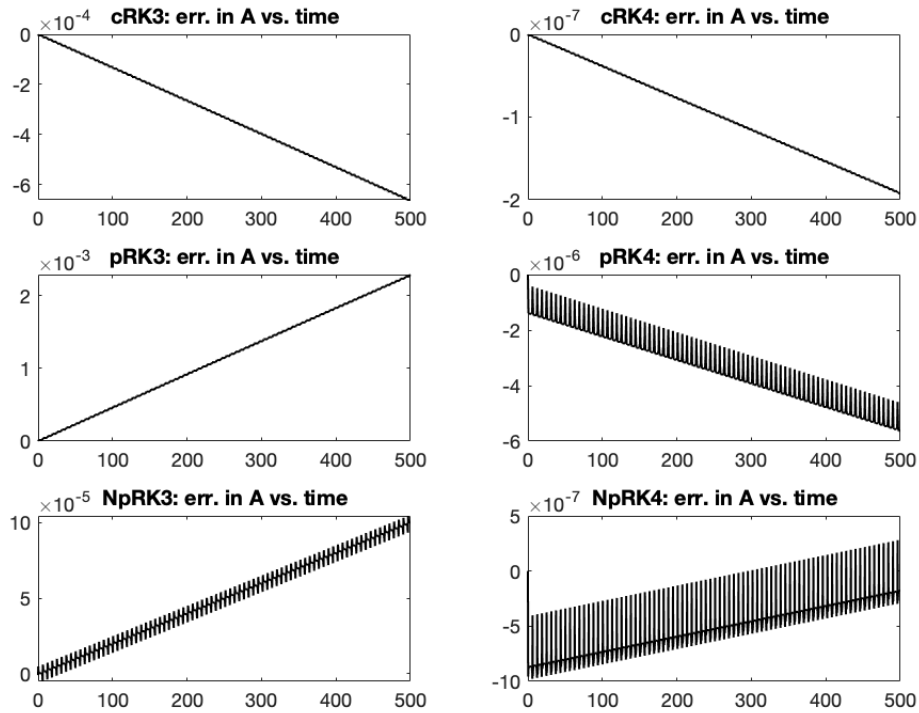 ×10⁻⁴ cRK3: err. in A vs. time
0
-2
-4
-6
0 100 200 300 400 500
×10⁻⁷ cRK4: err. in A vs. time
0
-1
-2
0 100 200 300 400 500
×10⁻³ pRK3: err. in A vs. time
2
1
0
0 100 200 300 400 500
pRK4: err. in A vs. time
0 ×10⁻⁶
-2
-4
-6
0 100 200 300 400 500
×10⁻⁵ NpRK3: err. in A vs. time
10
5
0
0 100 200 300 400 500
×10⁻⁷ NpRK4: err. in A vs. time
5
0
-5
-10
0 100 200 300 400 500